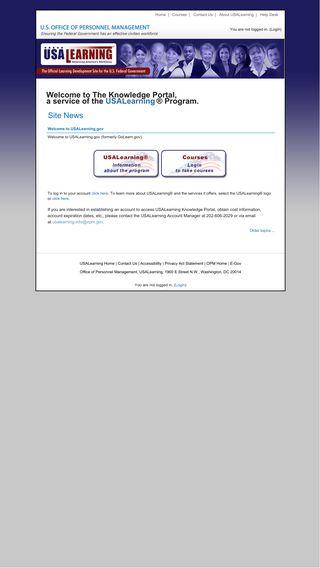 Home | Courses | Contact Us | About USALearning | Help Desk
U.S. OFFICE OF PERSONNEL MANAGEMENT
Ensuring the Federal Government has an effective civilian workforce
You are not logged in. (Login)
USALEARNING
Advancing America's Workforce
The Official Learning Development Site for the U.S. Federal Government
Welcome to The Knowledge Portal,
a service of the USALearning ® Program.
Site News
Welcome to USALearning.gov
Welcome to USALearning.gov (formerly GoLearn.gov).
USALearning®
Information
about the program
Courses
Login
to take courses
To log in to your account click here. To learn more about USALearning® and the services it offers, select the USALearning® logo
or click here.
If you are interested in establishing an account to access USALearning Knowledge Portal, obtain cost information,
account expiration dates, etc., please contact the USALearning Account Manager at 202-606-2029 or via email
at usalearning-info@opm.gov.
Older topics ...
USALearning Home | Contact Us | Accessibility | Privacy Act Statement | OPM Home | E-Gov
Office of Personnel Management, USALearning, 1900 E Street N.W., Washington, DC 20014
You are not logged in. (Login)